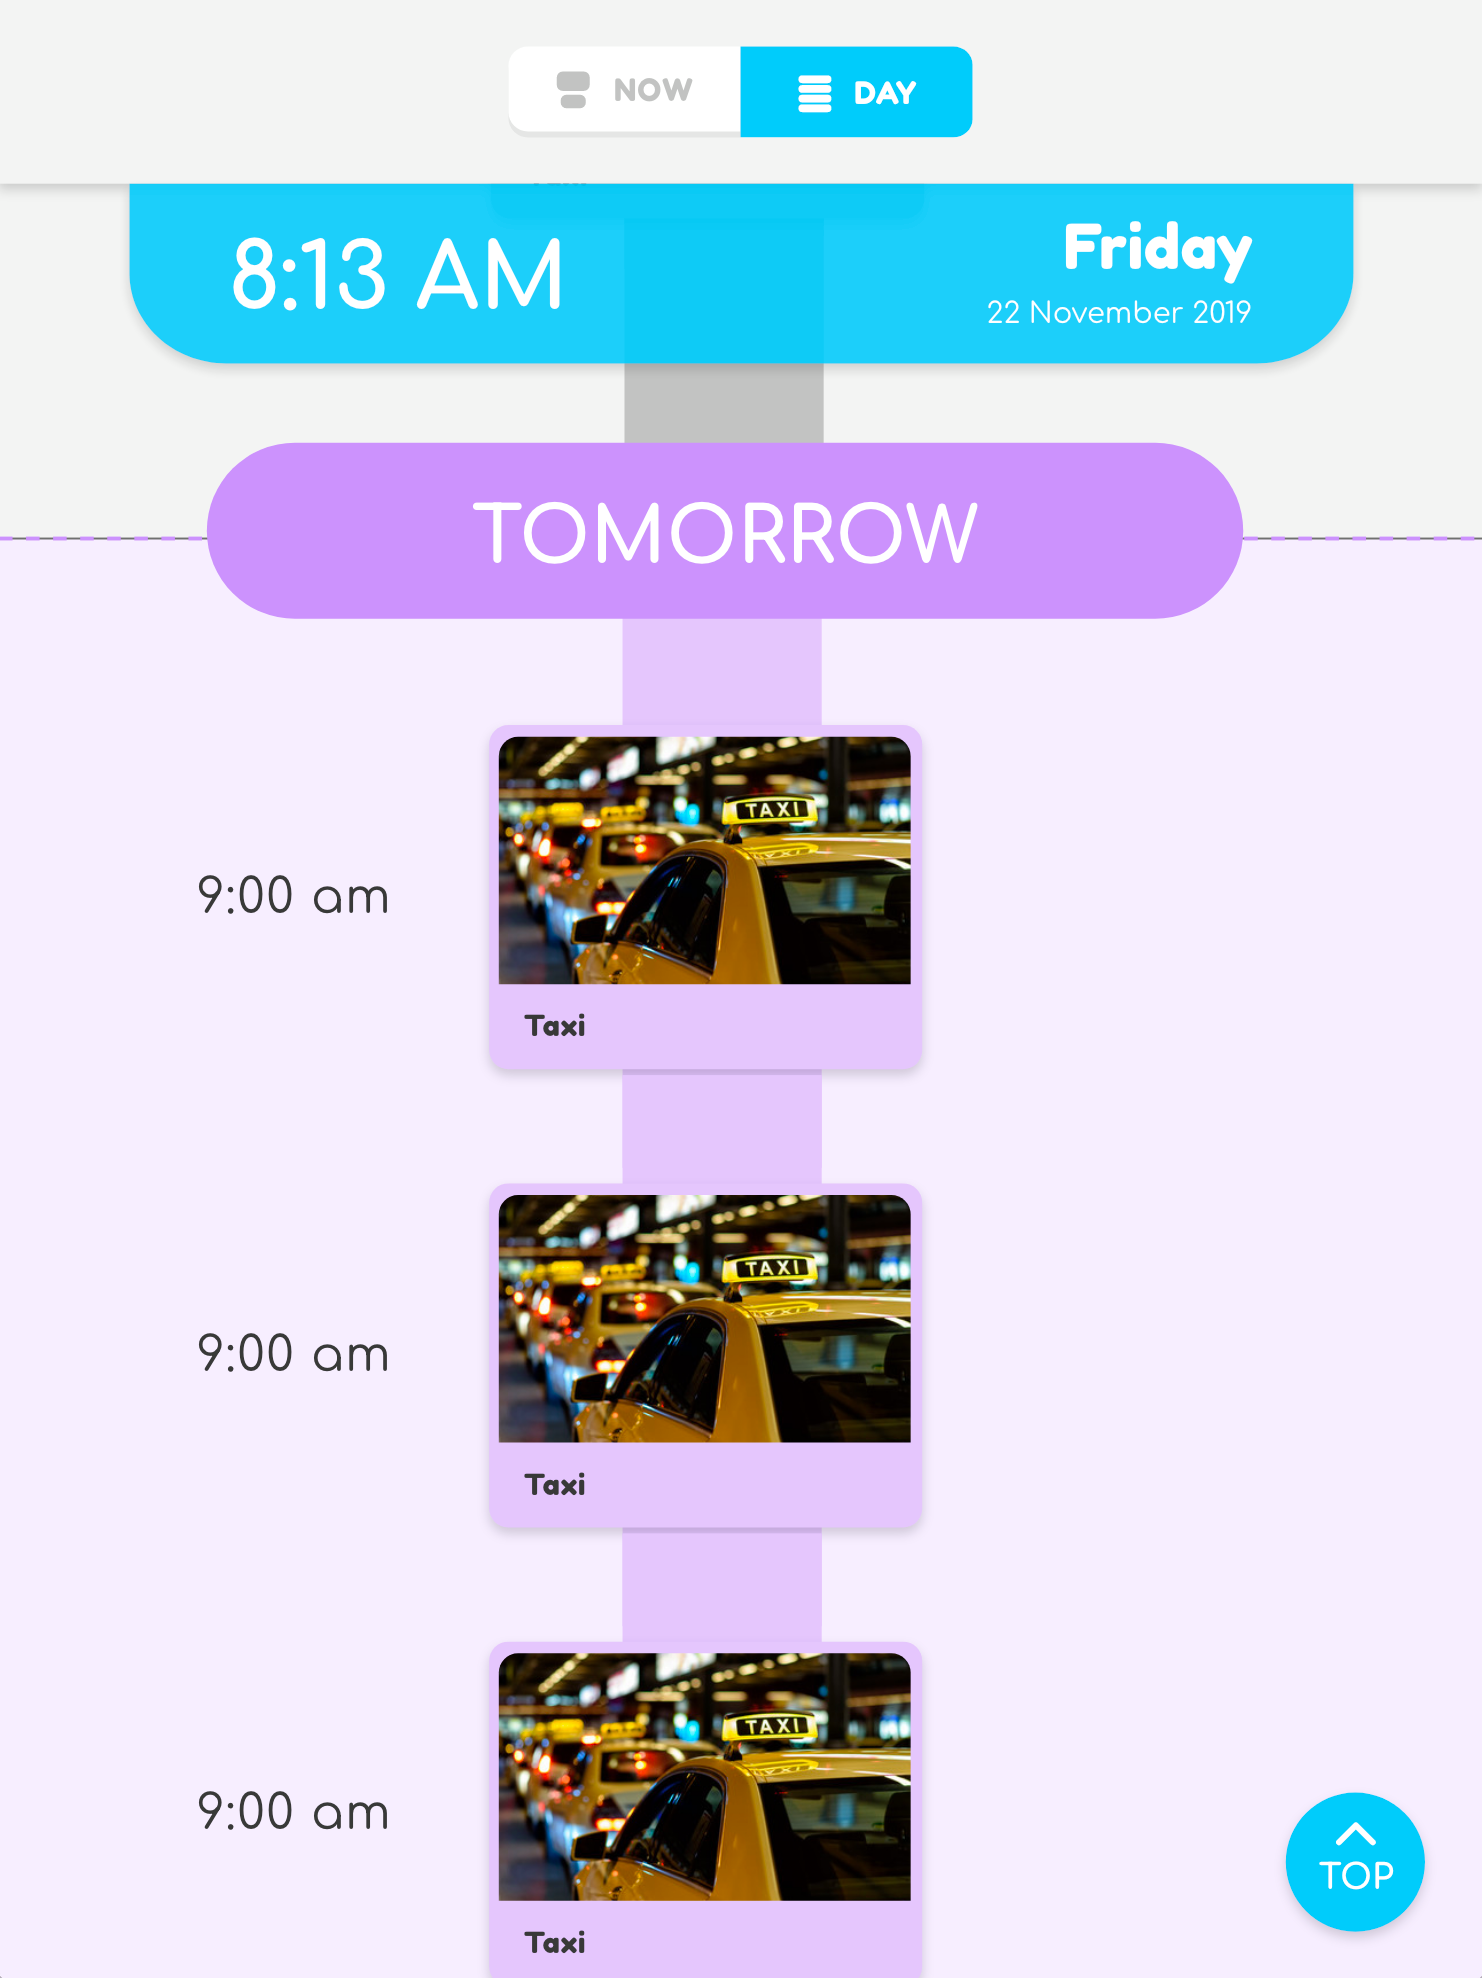 NOW
DAY
8:13 AM
Friday
22 November 2019
TOMORROW
TAXI
9:00 am
Taxi
TAXI
9:00 am
Taxi
TAXI
9:00 am
TOP
Taxi